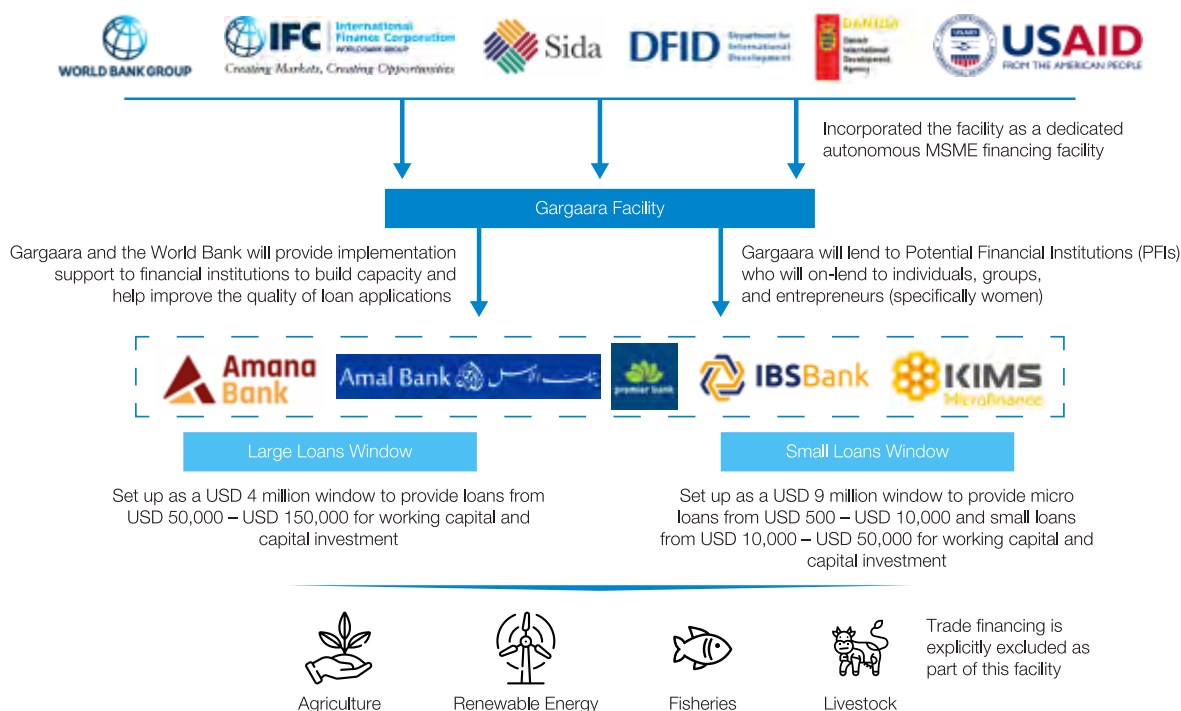 WORLD BANK GROUP
IFC International Finance Corporation
WORLD BANK GROUP
Creating Markets, Creating Opportunities
Sida
DFID Department for International Development
DANIDA
Danish International Development Agency
USAID
FROM THE AMERICAN PEOPLE
Incorporated the facility as a dedicated
autonomous MSME financing facility
Gargaara Facility
Gargaara and the World Bank will provide implementation
support to financial institutions to build capacity and
help improve the quality of loan applications
Gargaara will lend to Potential Financial Institutions (PFIs)
who will on-lend to individuals, groups,
and entrepreneurs (specifically women)
Amana
Bank
Amal Bank
premier bank
IBSBank
KIMS
Microfinance
Large Loans Window
Set up as a USD 4 million window to provide loans from
USD 50,000 – USD 150,000 for working capital and
capital investment
Small Loans Window
Set up as a USD 9 million window to provide micro
loans from USD 500 – USD 10,000 and small loans
from USD 10,000 – USD 50,000 for working capital and
capital investment
Agriculture
Renewable Energy
Fisheries
Livestock
Trade financing is
explicitly excluded as
part of this facility